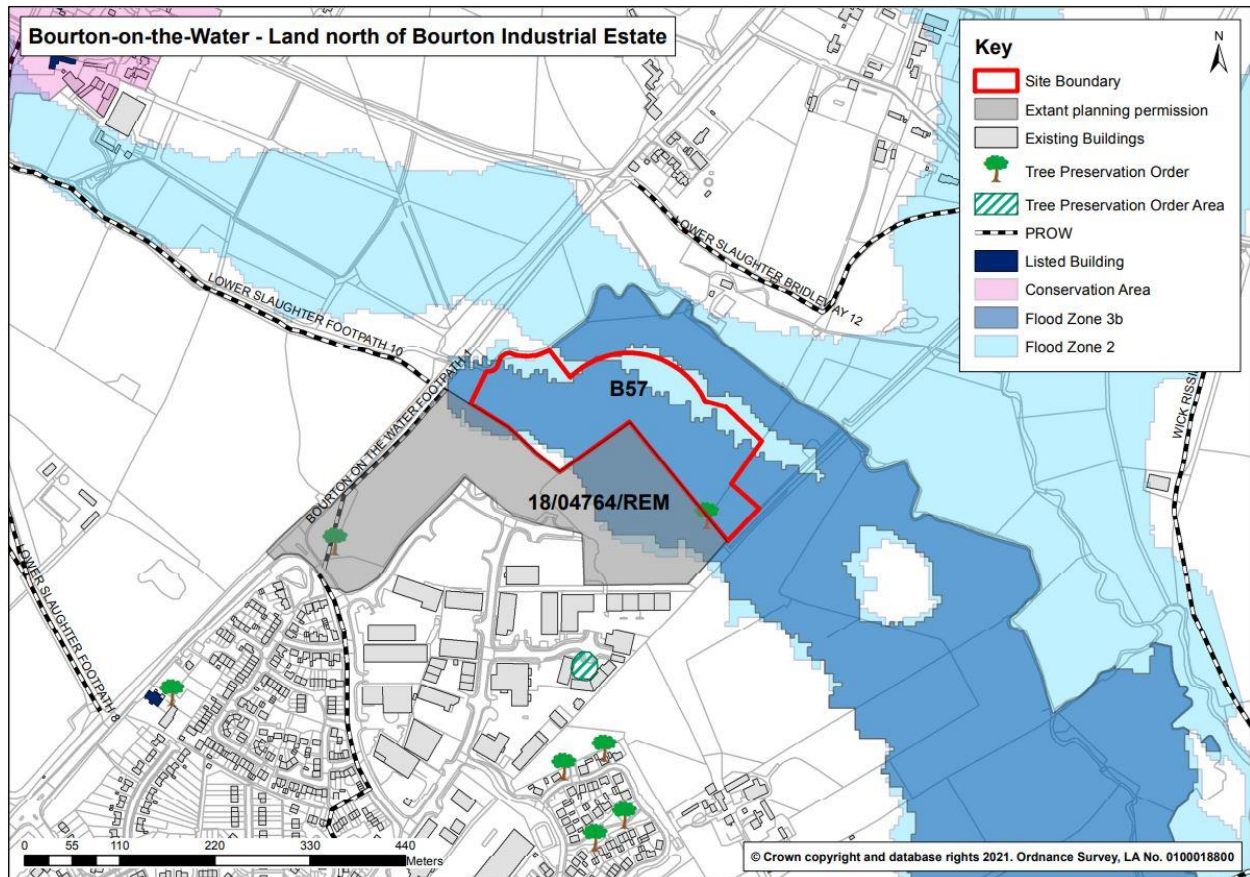 Bourton-on-the-Water - Land north of Bourton Industrial Estate
Key
N
Site Boundary
Extant planning permission
Existing Buildings
Tree Preservation Order
Tree Preservation Order Area
PROW
Listed Building
Conservation Area
Flood Zone 3b
Flood Zone 2
LOWER SLAUGHTER BRIDLEWAY 12
LOWER SLAUGHTER FOOTPATH 10
BOURTON ON THE WATER FOOTPATH 1
WICK RISSI
B57
18/04764/REM
LOWER SLAUGHTER FOOTPATH 8
0 55 110 220 330 440
Meters
© Crown copyright and database rights 2021. Ordnance Survey, LA No. 0100018800